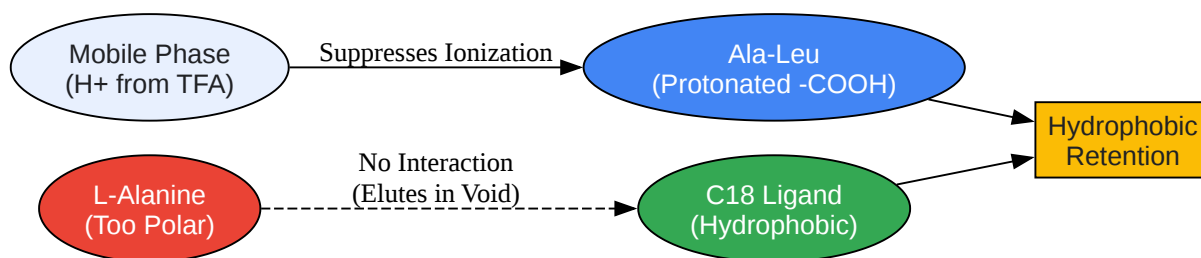 Mobile Phase
(H+ from TFA)
Suppresses Ionization
Ala-Leu
(Protonated -COOH)
Hydrophobic
Retention
L-Alanine
(Too Polar)
No Interaction
(Elutes in Void)
C18 Ligand
(Hydrophobic)